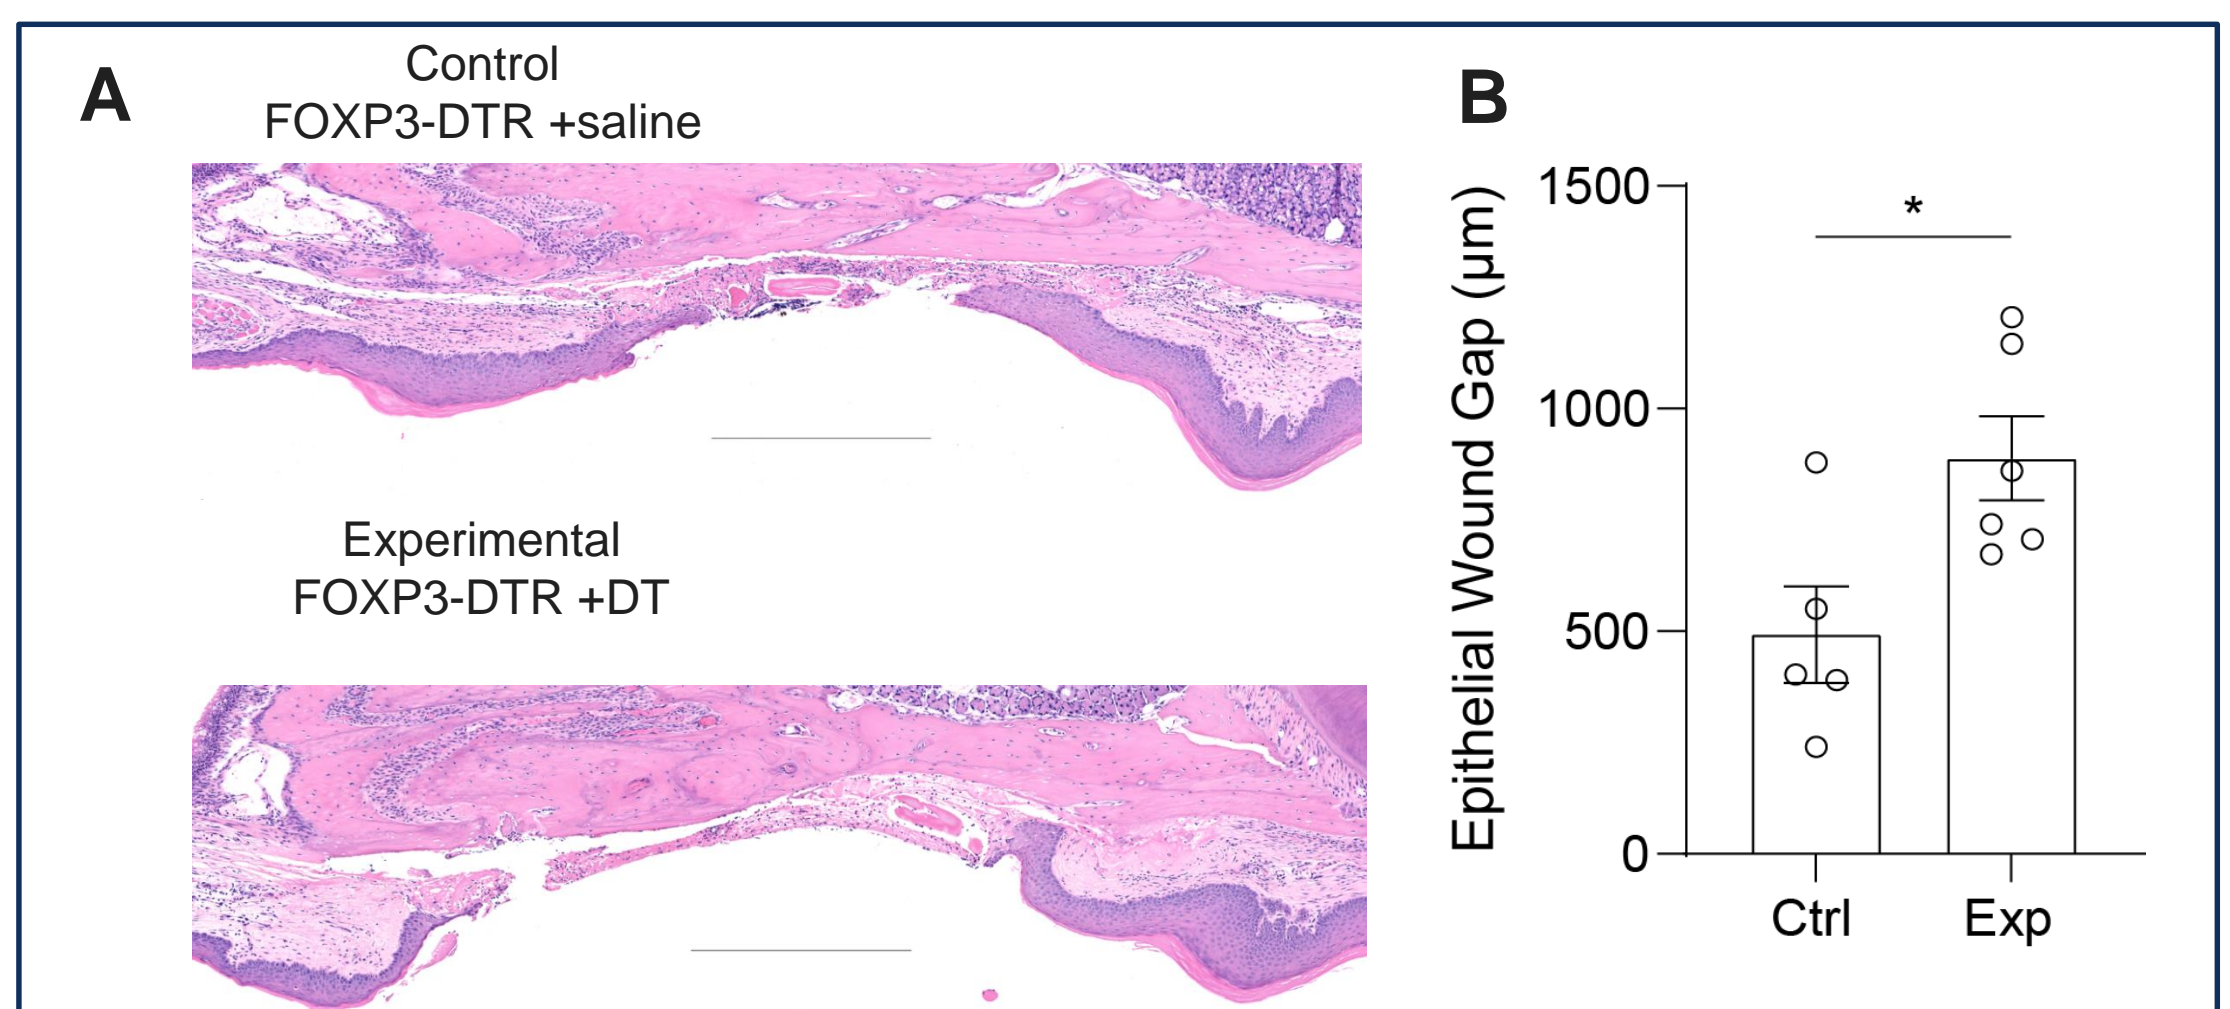 A
Control
FOXP3-DTR +saline
Experimental
FOXP3-DTR +DT
B
Epithelial Wound Gap (µm)
1500
1000
500
0
*
Ctrl
Exp